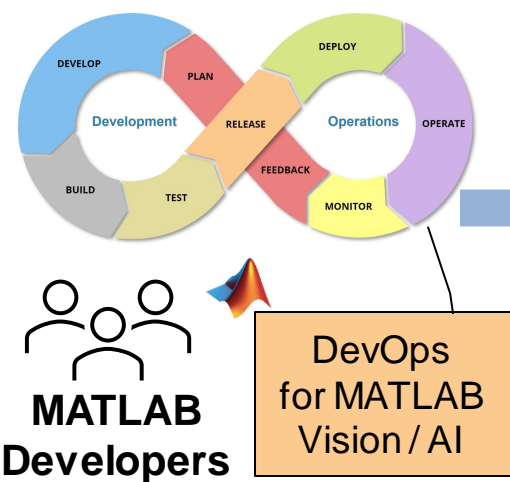 DEPLOY
DEVELOP
PLAN
Development
RELEASE
Operations
OPERATE
FEEDBACK
BUILD
TEST
MONITOR
MATLAB
Developers
DevOps
for MATLAB
Vision / AI